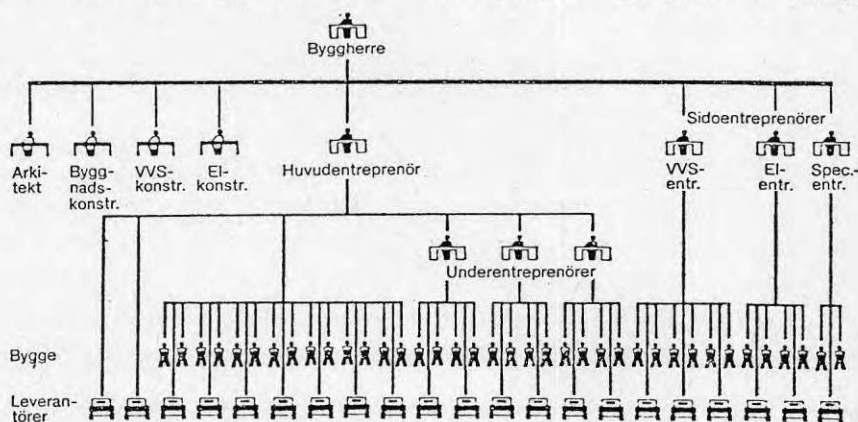 Byggherre
Sidoentreprenörer
Arki-
tekt
Bygg-
nads-
konstr.
VVS-
konstr.
El-
konstr.
Huvudentreprenör
VVS-
entr.
El-
entr.
Spec.-
entr.
Underentreprenörer
Bygge
Leveran-
törer